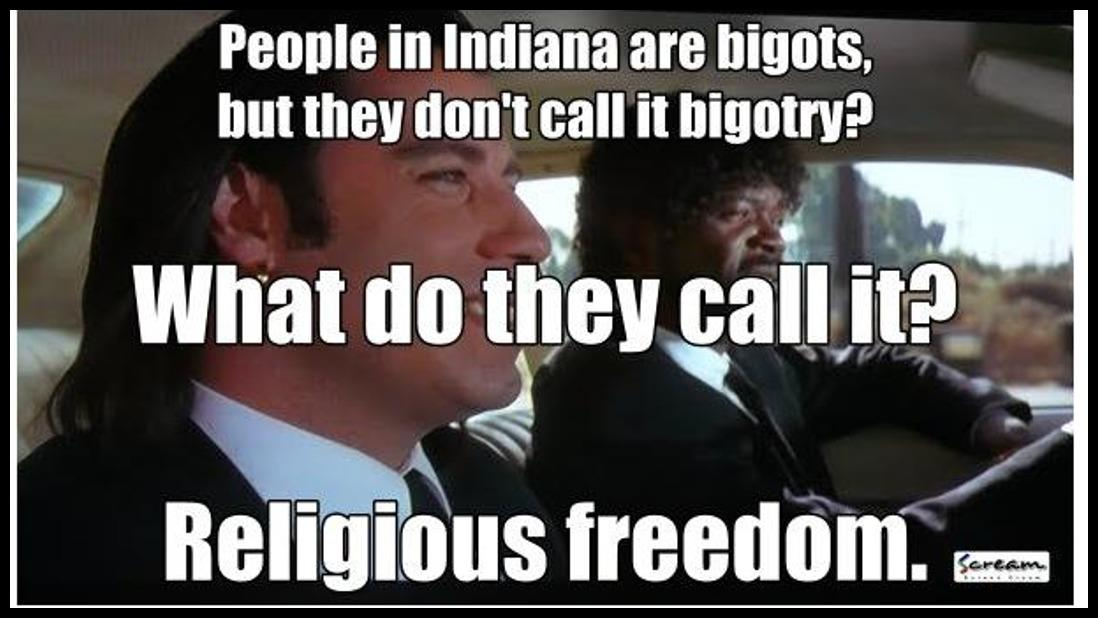 People in Indiana are bigots,
but they don't call it bigotry?
What do they call it?
Religious freedom.
Scream